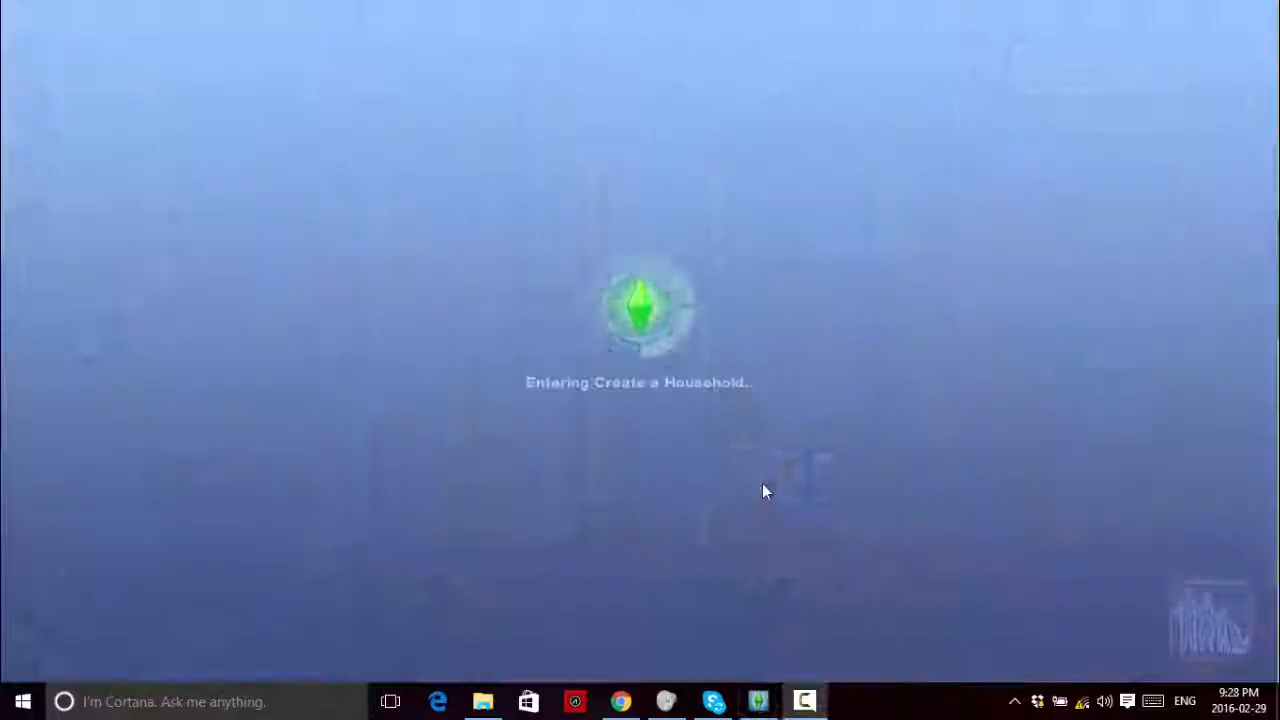 Entering Create a Household..
I'm Cortana. Ask me anything.
ENG
9:28 PM
2016-02-29